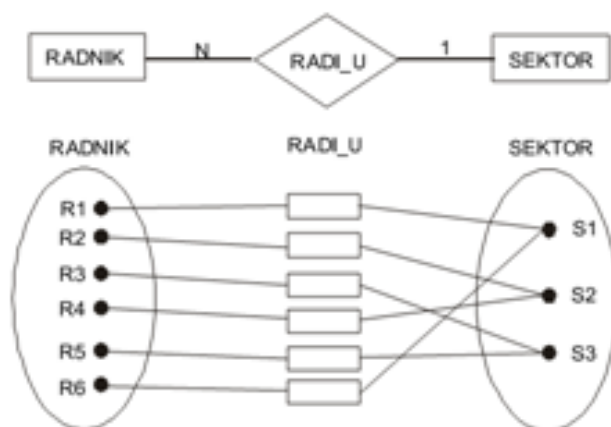 RADNIK N RADI_U 1 SEKTOR
RADNIK RADI_U SEKTOR
R1
R2
R3
R4
R5
R6
S1
S2
S3